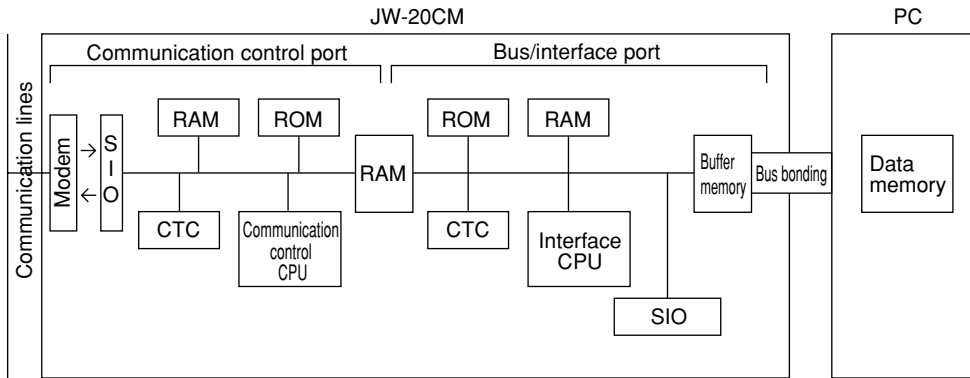 JW-20CM
PC
Communication control port
Bus/interface port
Communication lines
Modem
SIO
RAM
ROM
CTC
Communication
control
CPU
RAM
ROM
RAM
CTC
Interface
CPU
SIO
Buffer
memory
Bus bonding
Data
memory